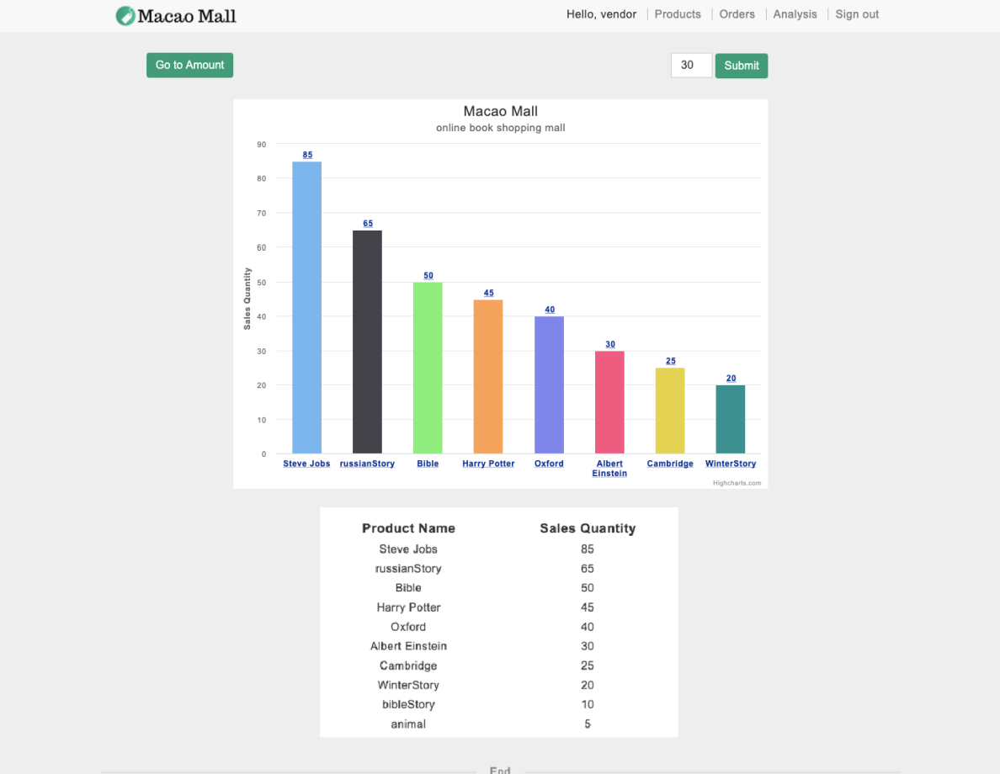 Macao Mall
Hello, vendor Products Orders Analysis Sign out
Go to Amount
30 Submit
Macao Mall
online book shopping mall
Sales Quantity
90
80
70
60
50
40
30
20
10
0
85
65
50
45
40
30
25
20
Steve Jobs russianStory Bible Harry Potter Oxford Albert Einstein Cambridge WinterStory
Highcharts.com
Product Name Sales Quantity
Steve Jobs 85
russianStory 65
Bible 50
Harry Potter 45
Oxford 40
Albert Einstein 30
Cambridge 25
WinterStory 20
bibleStory 10
animal 5
End